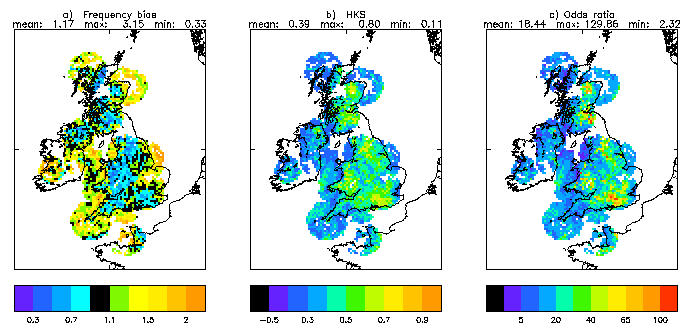 a) Frequency bias
mean: 1.17 max: 3.15 min: 0.33
b) HKS
mean: 0.39 max: 0.80 min: 0.11
c) Odds ratio
mean: 18.44 max: 129.86 min: 2.32
0.3 0.7 1.1 1.5 2
-0.5 0.3 0.5 0.7 0.9
5 20 40 65 100